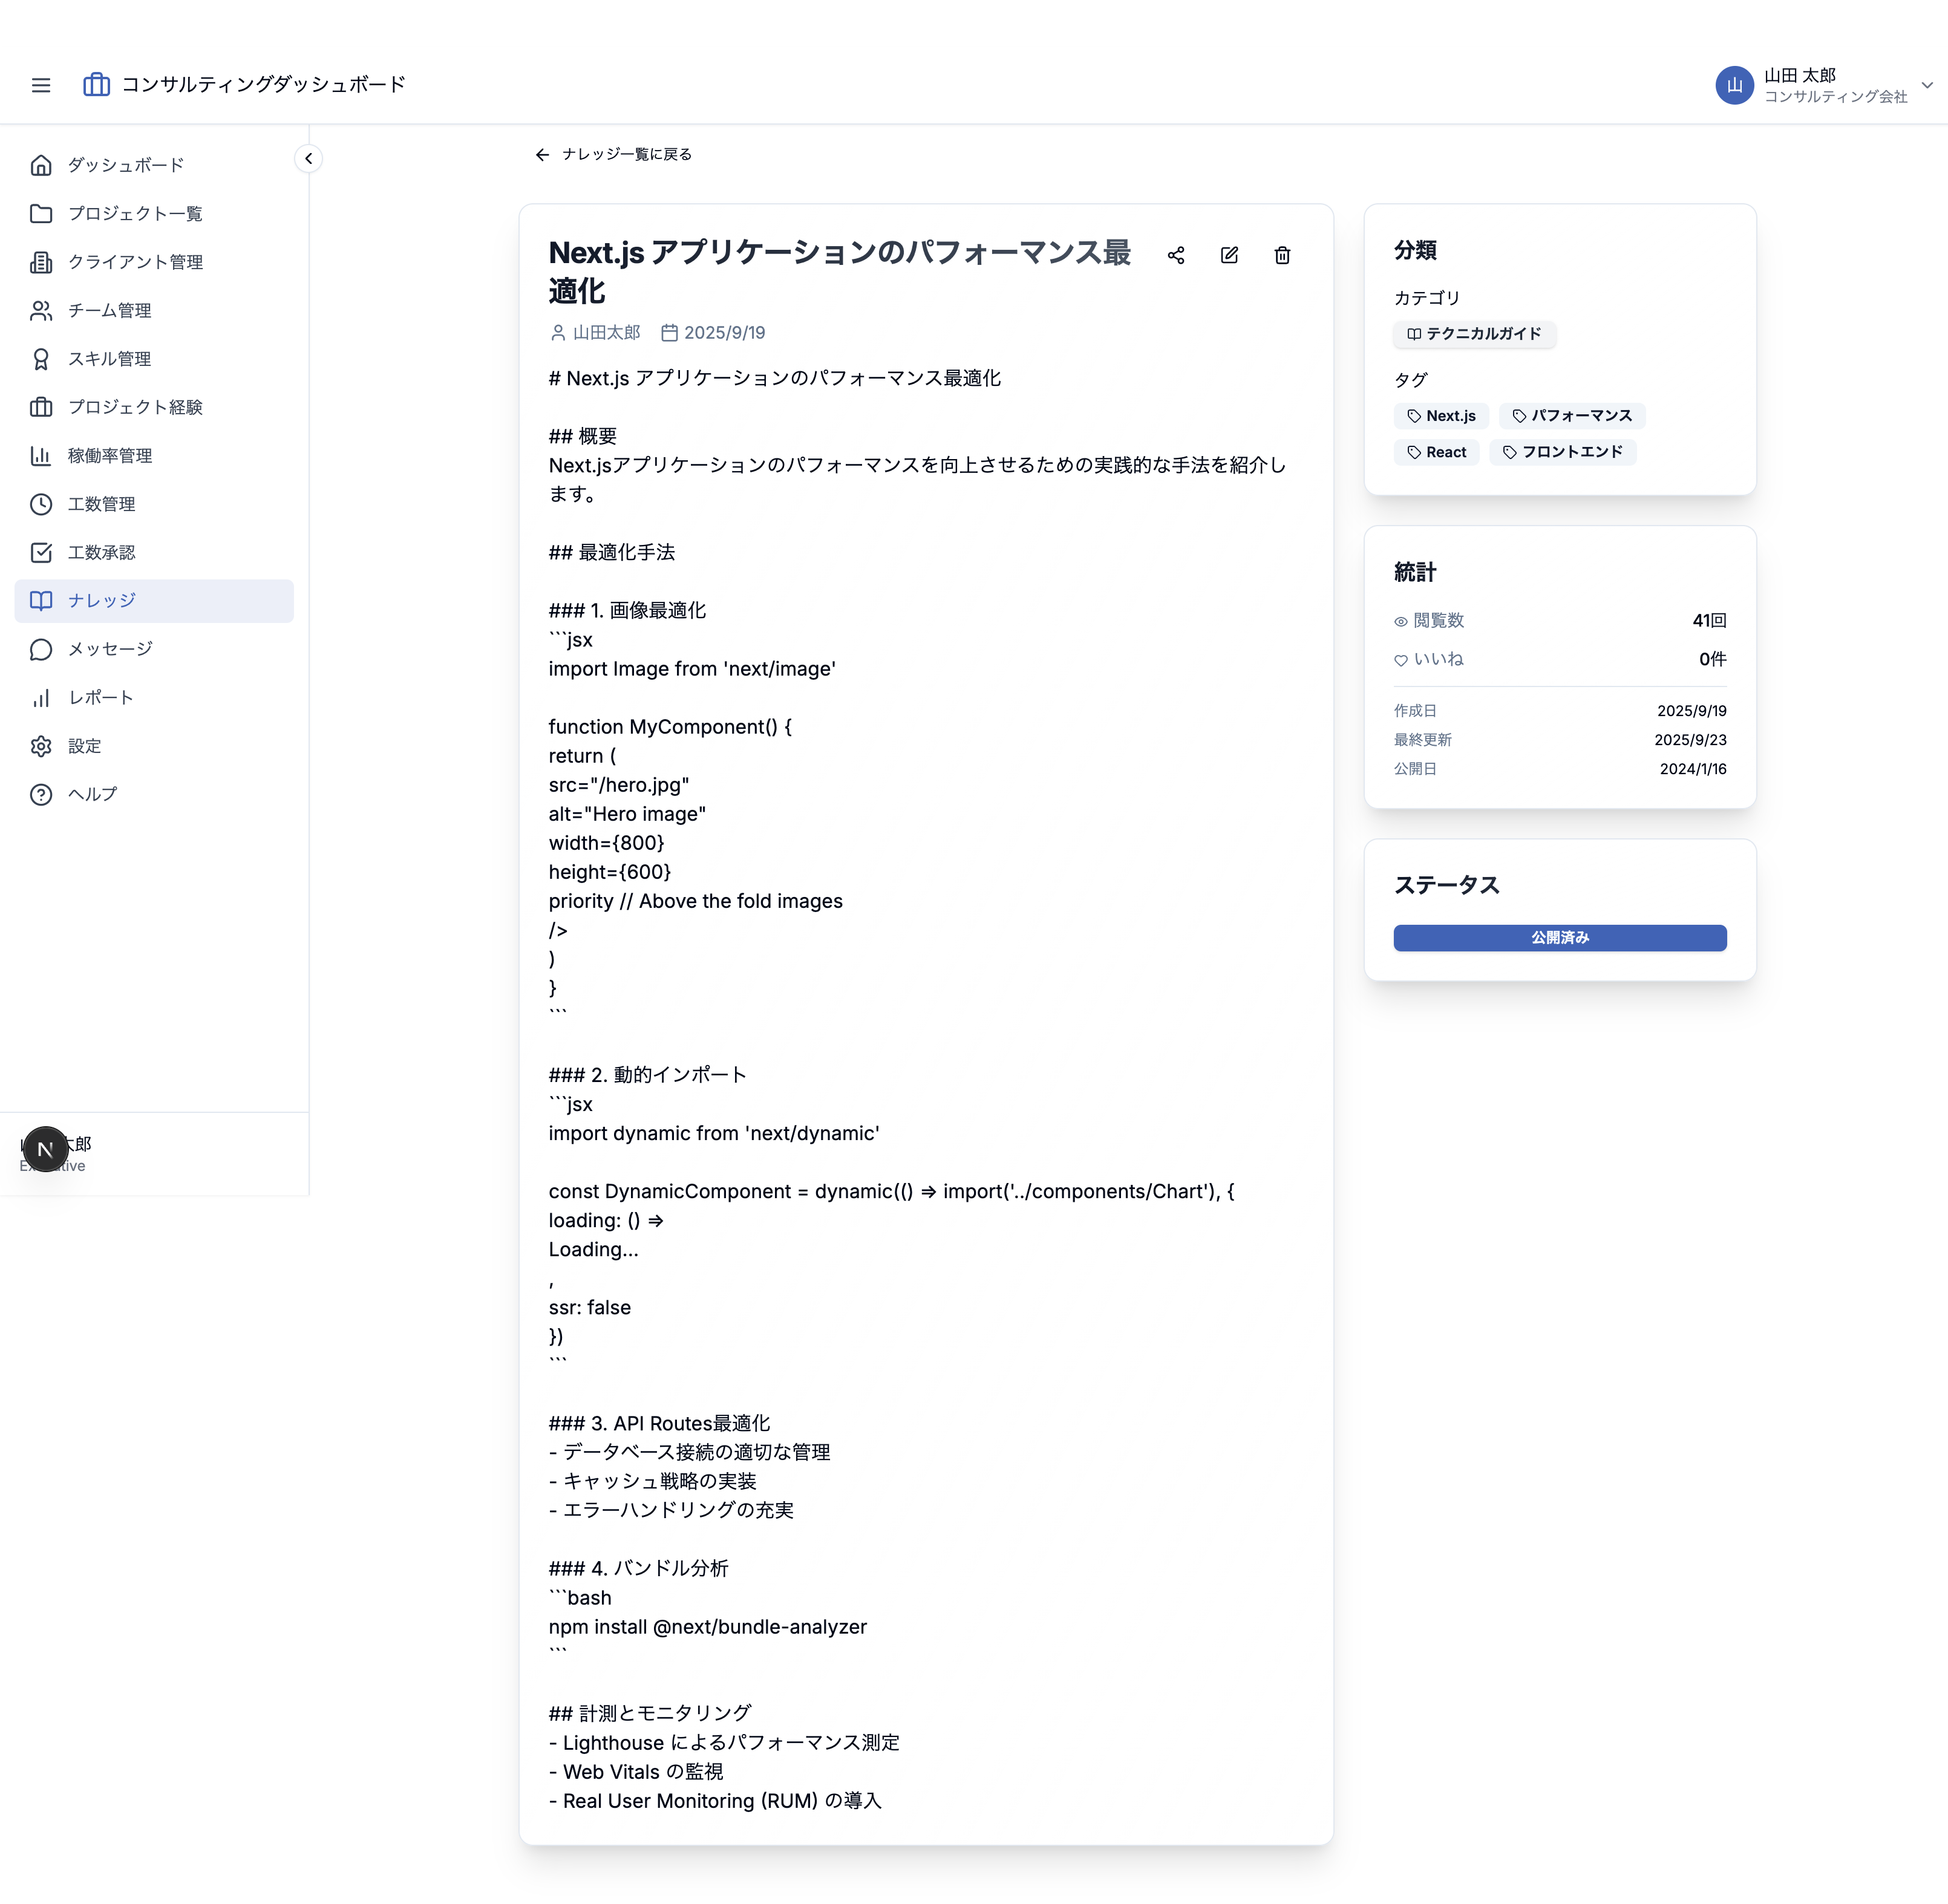 コンサルティングダッシュボード
山
山田 太郎
コンサルティング会社
ダッシュボード
プロジェクト一覧
クライアント管理
チーム管理
スキル管理
プロジェクト経験
稼働率管理
工数管理
工数承認
ナレッジ
メッセージ
レポート
設定
ヘルプ
N
太郎
ナレッジ一覧に戻る
Next.js アプリケーションのパフォーマンス最
適化
山田太郎 2025/9/19
# Next.js アプリケーションのパフォーマンス最適化
## 概要
Next.jsアプリケーションのパフォーマンスを向上させるための実践的な手法を紹介し
ます。
## 最適化手法
### 1. 画像最適化
```jsx
import Image from 'next/image'
function MyComponent() {
return (
src="/hero.jpg"
alt="Hero image"
width={800}
height={600}
priority // Above the fold images
/>
)
}
```
### 2. 動的インポート
```jsx
import dynamic from 'next/dynamic'
const DynamicComponent = dynamic(() => import('../components/Chart'), {
loading: () =>
Loading...
,
ssr: false
})
```
### 3. API Routes最適化
- データベース接続の適切な管理
- キャッシュ戦略の実装
- エラーハンドリングの充実
### 4. バンドル分析
```bash
npm install @next/bundle-analyzer
```
## 計測とモニタリング
- Lighthouse によるパフォーマンス測定
- Web Vitals の監視
- Real User Monitoring (RUM) の導入
分類
カテゴリ
テクニカルガイド
タグ
Next.js パフォーマンス
React フロントエンド
統計
閲覧数 41回
いいね 0件
作成日 2025/9/19
最終更新 2025/9/23
公開日 2024/1/16
ステータス
公開済み